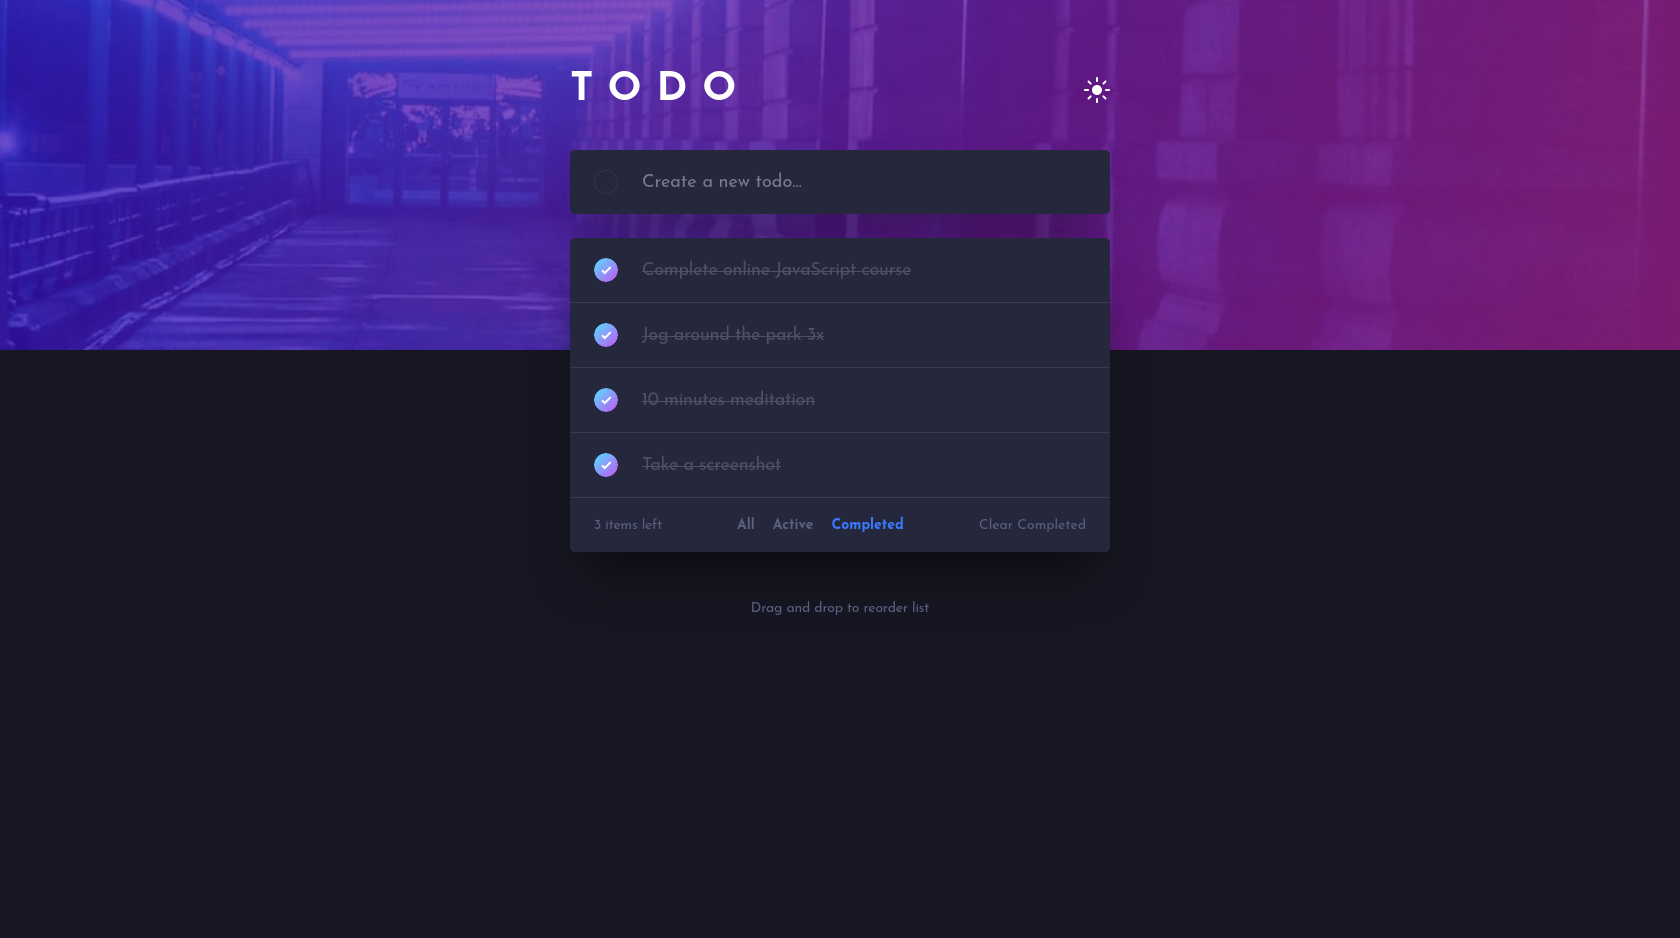 TODO
Create a new todo...
Complete online JavaScript course
Jog around the park 3x
10 minutes meditation
Take a screenshot
3 items left All Active Completed Clear Completed
Drag and drop to reorder list